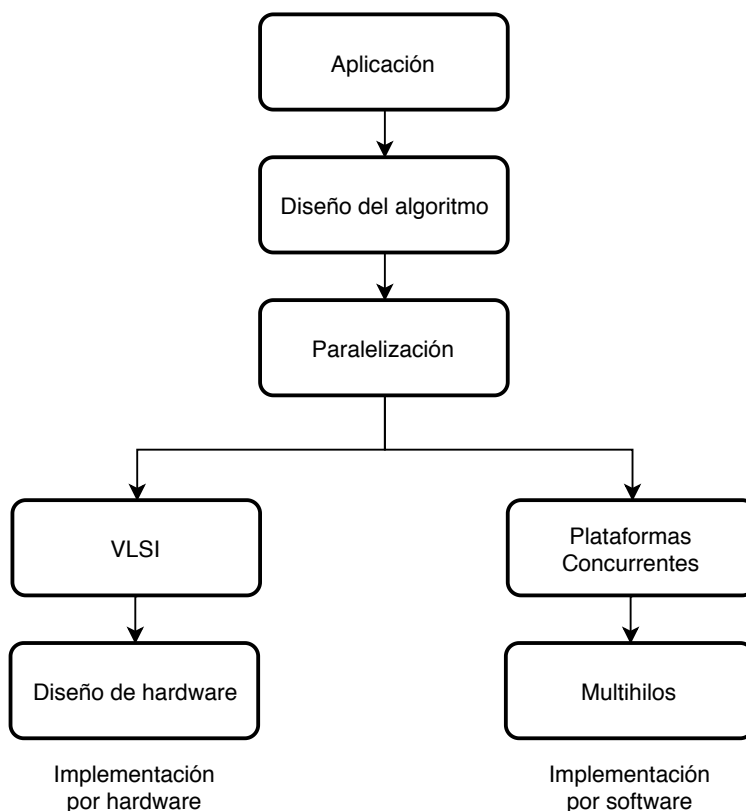 Aplicación
Diseño del algoritmo
Paralelización
VLSI
Plataformas
Concurrentes
Diseño de hardware
Multihilos
Implementación
por hardware
Implementación
por software